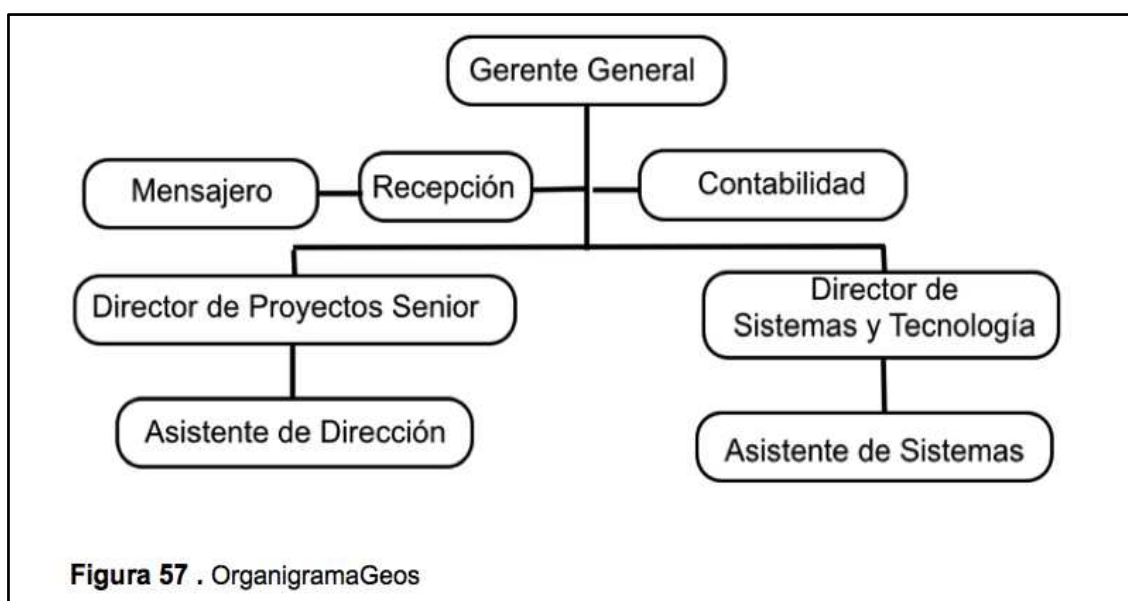 Gerente General
Mensajero
Recepción
Contabilidad
Director de Proyectos Senior
Director de
Sistemas y Tecnología
Asistente de Dirección
Asistente de Sistemas
Figura 57 . OrganigramaGeos